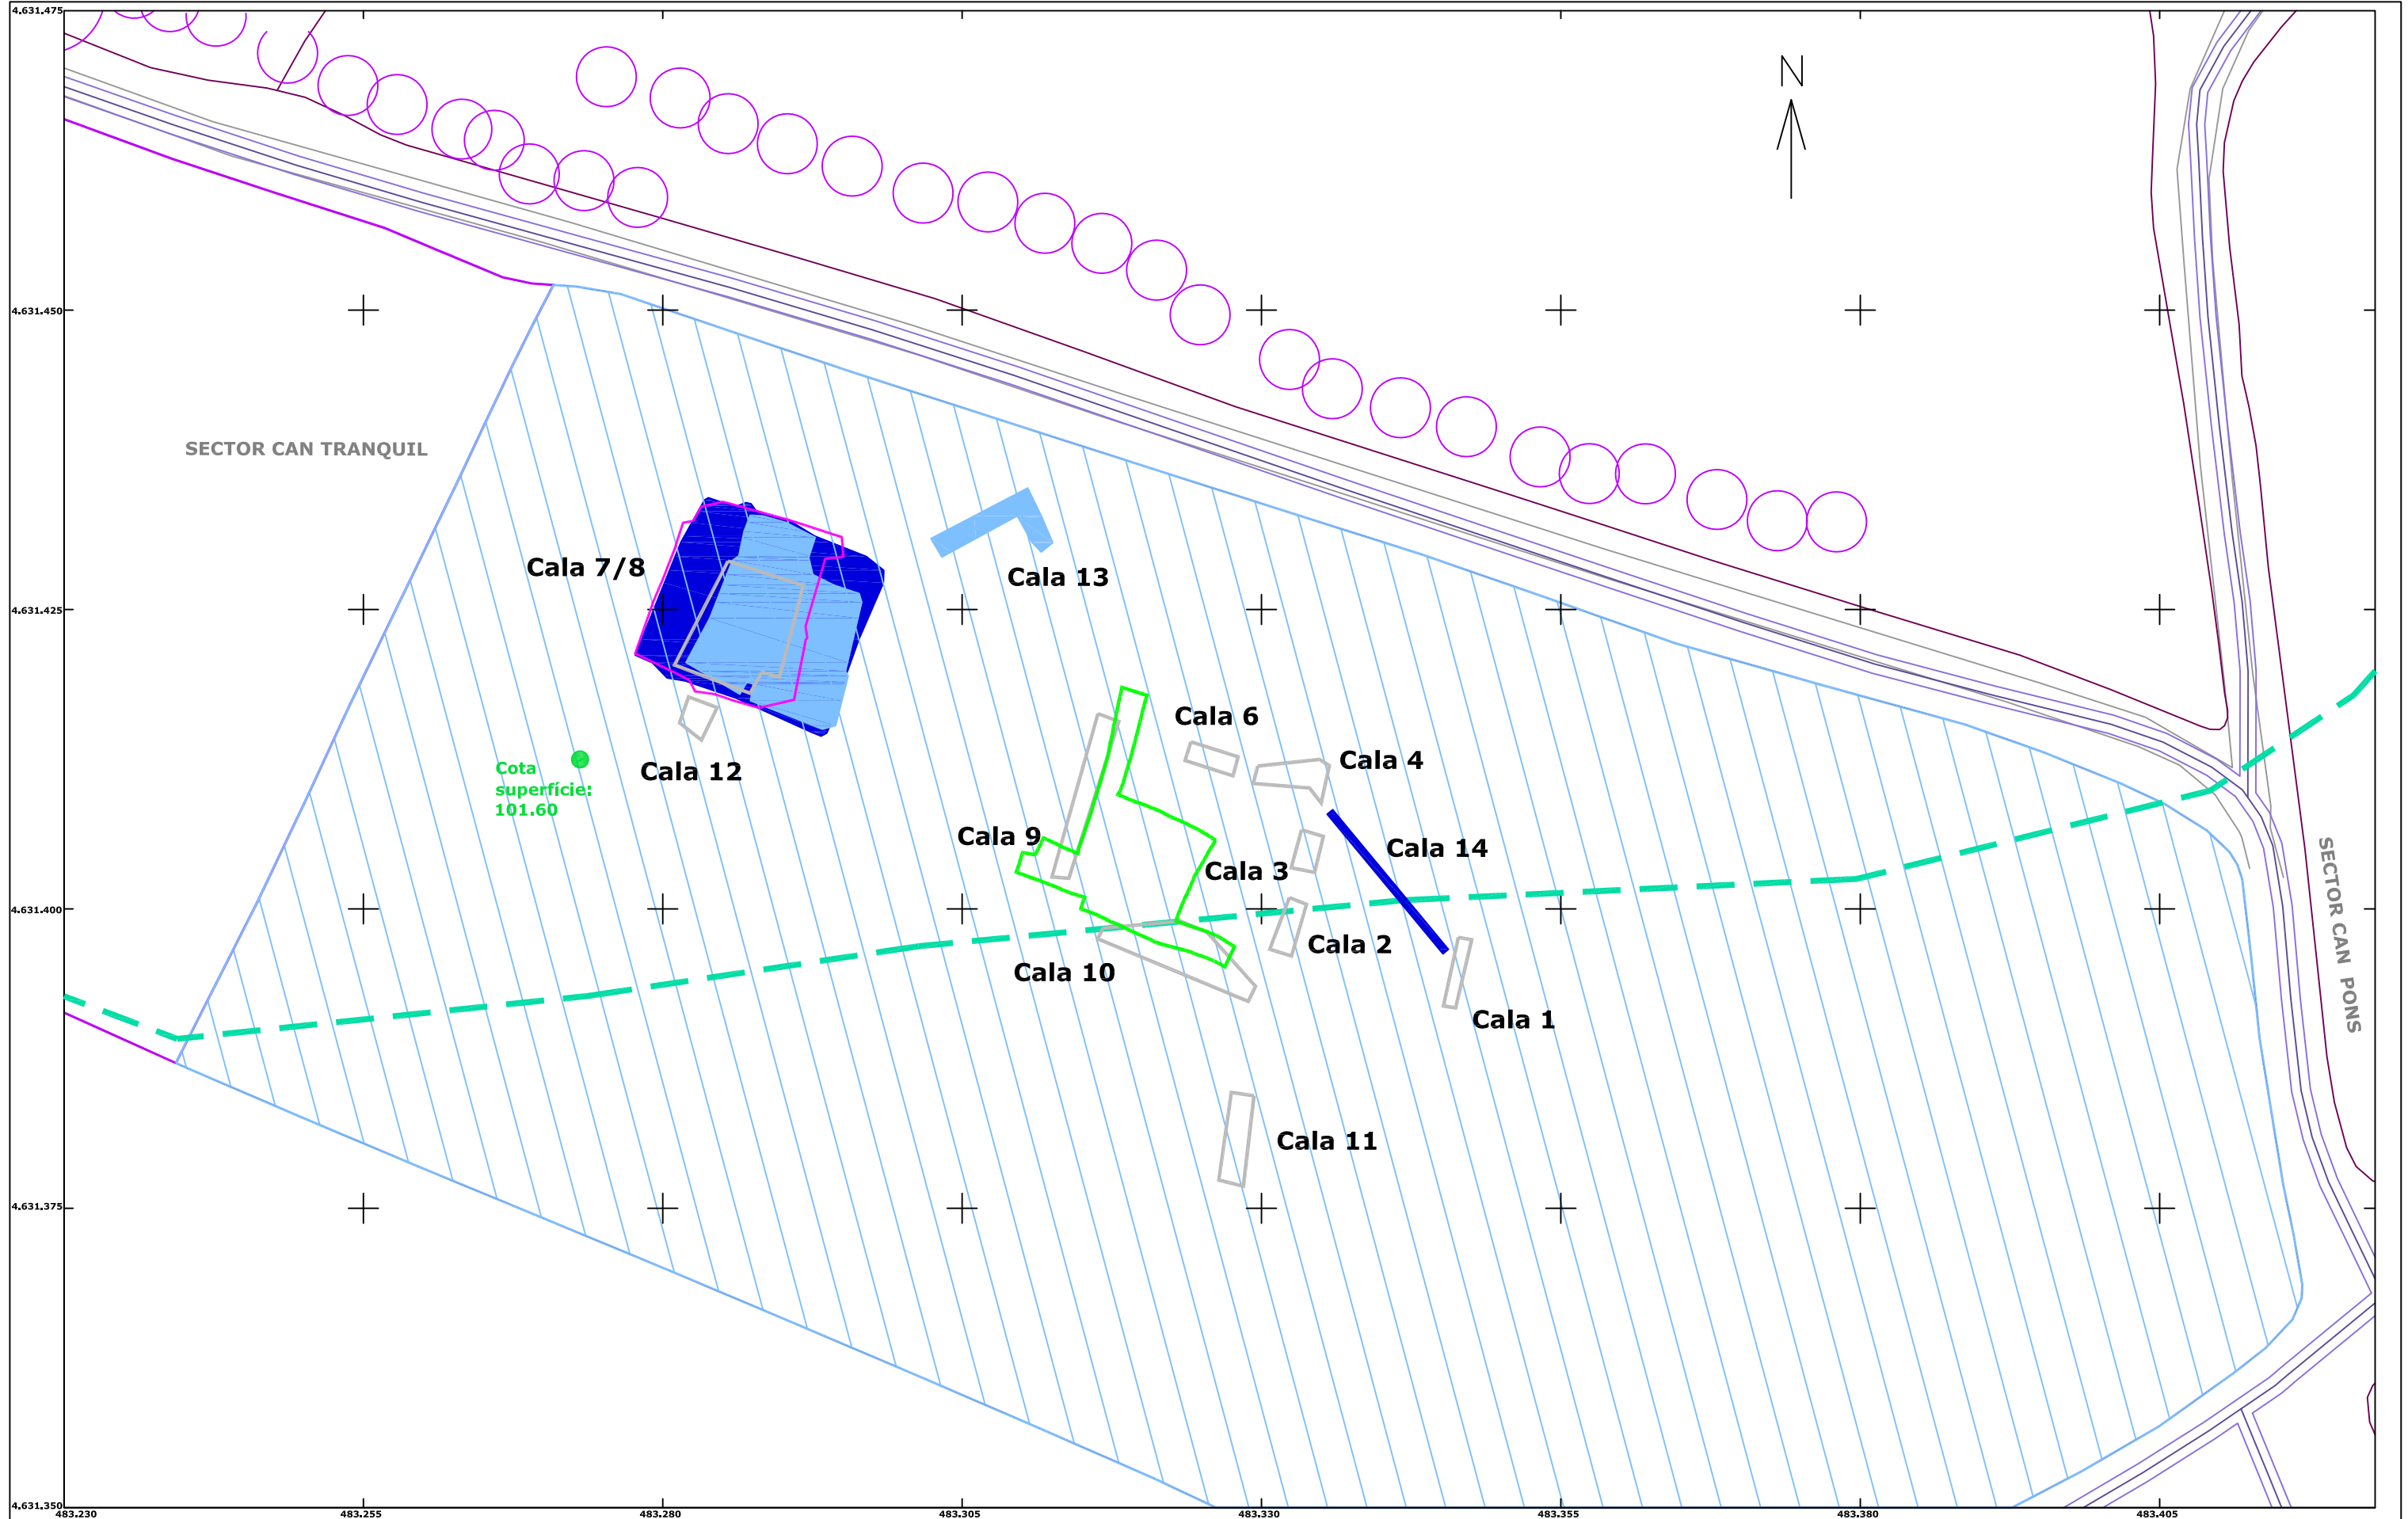 4.631.475
N
4.631.450
SECTOR CAN TRANQUIL
Cala 7/8
Cala 13
4.631.425
Cala 6
Cala 4
Cala 12
Cota
superfície:
101.60
Cala 9
Cala 14
Cala 3
SECTOR CAN PONS
4.631.400
Cala 2
Cala 10
Cala 1
Cala 11
4.631.375
4.631.350
483.230 483.255 483.280 483.305 483.330 483.355 483.380 483.405